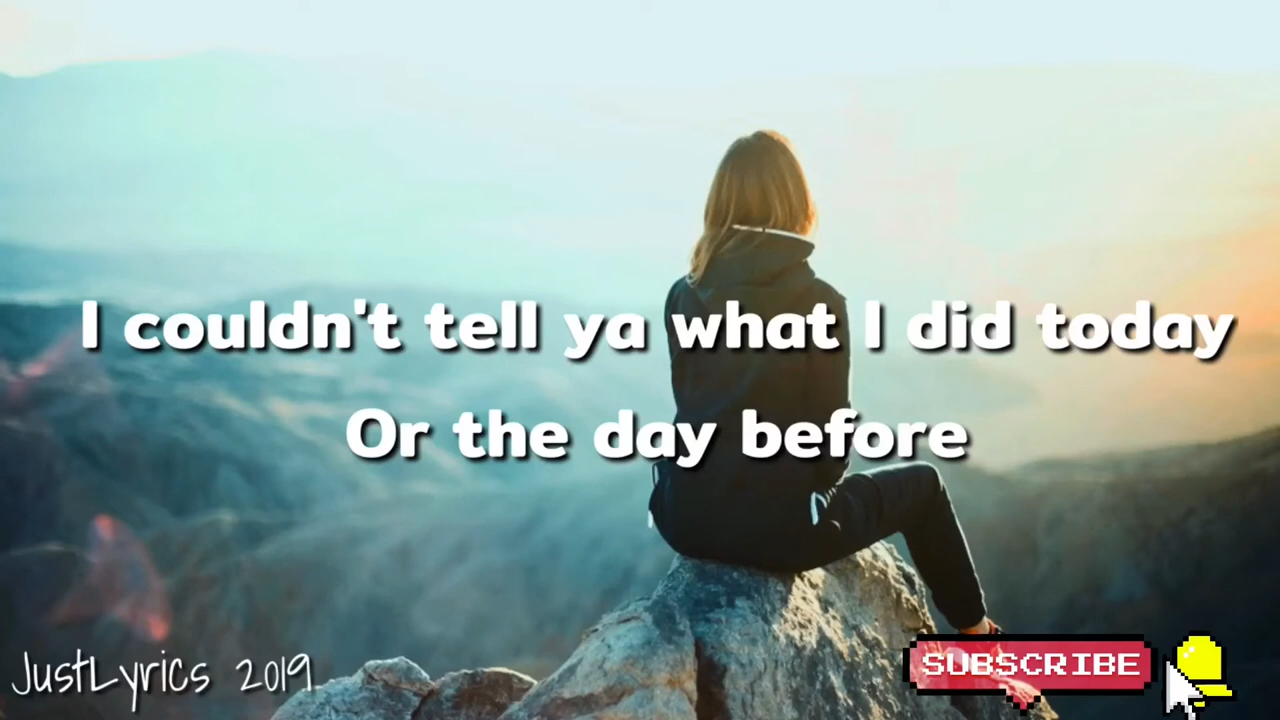 I couldn't tell ya what I did today
Or the day before
JustLyrics 2019
SUBSCRIBE